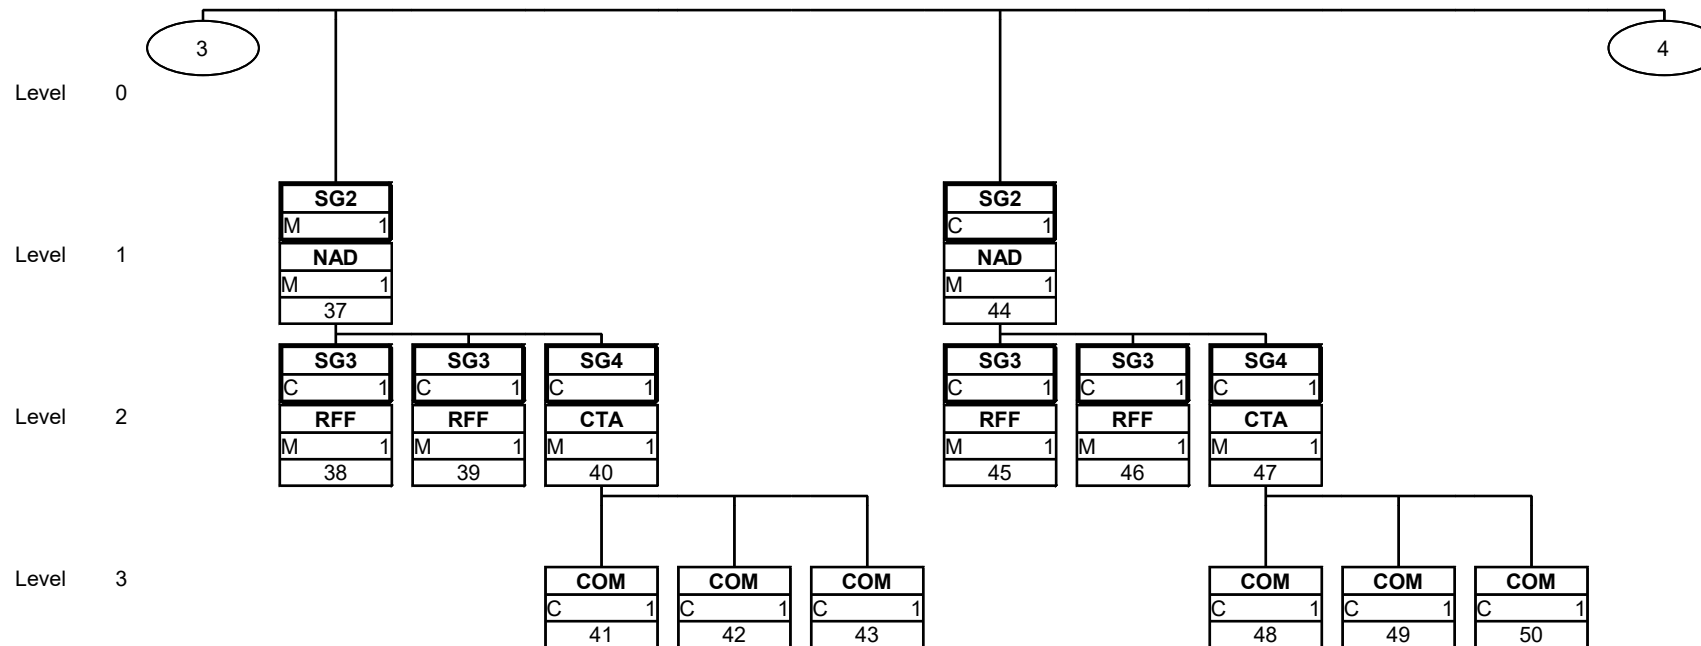 3 4
Level 0
SG2 SG2
M 1 C 1
Level 1 NAD NAD
M 1 M 1
37 44
SG3 SG3 SG4 SG3 SG3 SG4
C 1 C 1 C 1 C 1 C 1 C 1
Level 2 RFF RFF CTA RFF RFF CTA
M 1 M 1 M 1 M 1 M 1 M 1
38 39 40 45 46 47
Level 3 COM COM COM COM COM COM
C 1 C 1 C 1 C 1 C 1 C 1
41 42 43 48 49 50